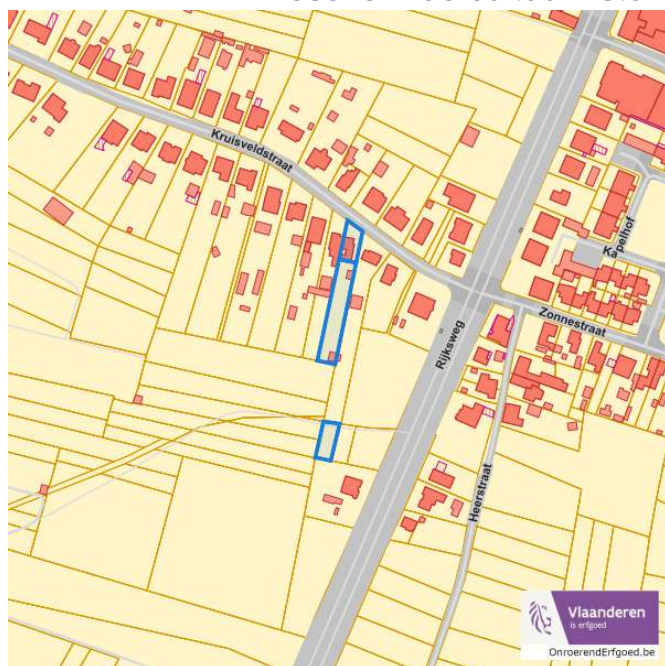 Kruisveldstraat
Kapelhof
Zonnestraat
Rijksweg
Heerstraat
Vlaanderen
is erfgoed
OnroerendErfgoed.be